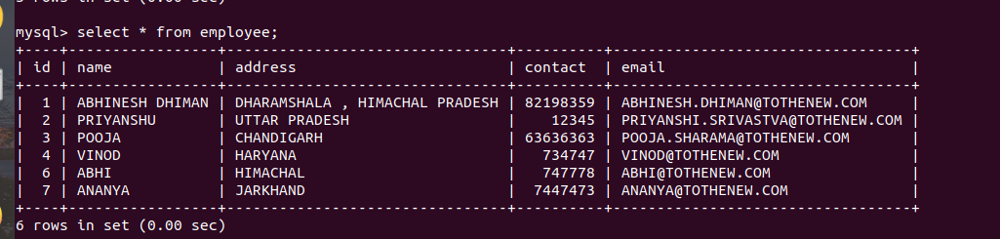 5 rows in set (0.00 sec)
mysql> select * from employee;
+----+-----------------+--------------------------------+----------+---------------------------------+
| id | name            | address                        | contact  | email                           |
+----+-----------------+--------------------------------+----------+---------------------------------+
|  1 | ABHINESH DHIMAN | DHARAMSHALA , HIMACHAL PRADESH | 82198359 | ABHINESH.DHIMAN@TOTHENEW.COM    |
|  2 | PRIYANSHU       | UTTAR PRADESH                  |    12345 | PRIYANSHI.SRIVASTVA@TOTHENEW.COM |
|  3 | POOJA           | CHANDIGARH                     | 63636363 | POOJA.SHARAMA@TOTHENEW.COM      |
|  4 | VINOD           | HARYANA                        |   734747 | VINOD@TOTHENEW.COM              |
|  6 | ABHI            | HIMACHAL                       |   747778 | ABHI@TOTHENEW.COM               |
|  7 | ANANYA          | JARKHAND                       |  7447473 | ANANYA@TOTHENEW.COM             |
+----+-----------------+--------------------------------+----------+---------------------------------+
6 rows in set (0.00 sec)